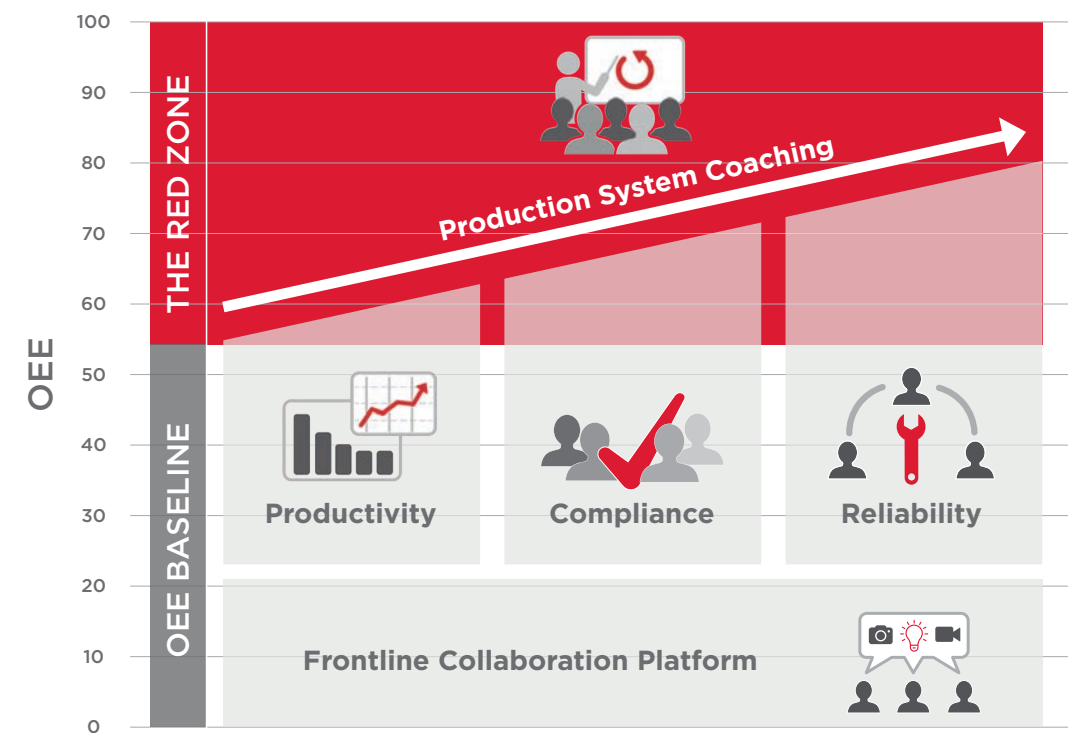 OEE
100
90
80
70
60
50
40
30
20
10
0
THE RED ZONE
OEE BASELINE
Production System Coaching
Productivity
Compliance
Reliability
Frontline Collaboration Platform